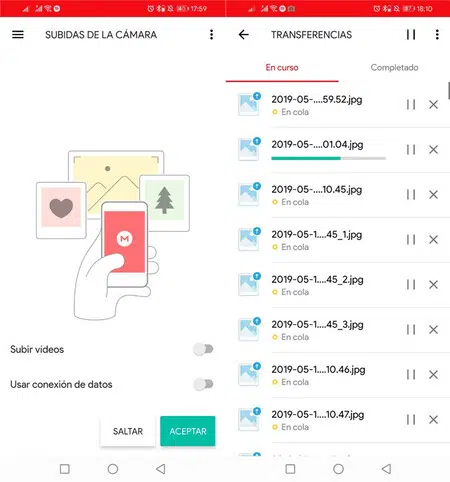 17:59
SUBIDAS DE LA CÁMARA
Subir vídeos
Usar conexión de datos
SALTAR
ACEPTAR
18:10
TRANSFERENCIAS
En curso
Completado
2019-05-....59.52.jpg
En cola
2019-05-....01.04.jpg
2019-05-1....10.45.jpg
En cola
2019-05-1....45_1.jpg
En cola
2019-05-1....45_2.jpg
En cola
2019-05-1....45_3.jpg
En cola
2019-05-1....10.46.jpg
En cola
2019-05-1....10.47.jpg
En cola